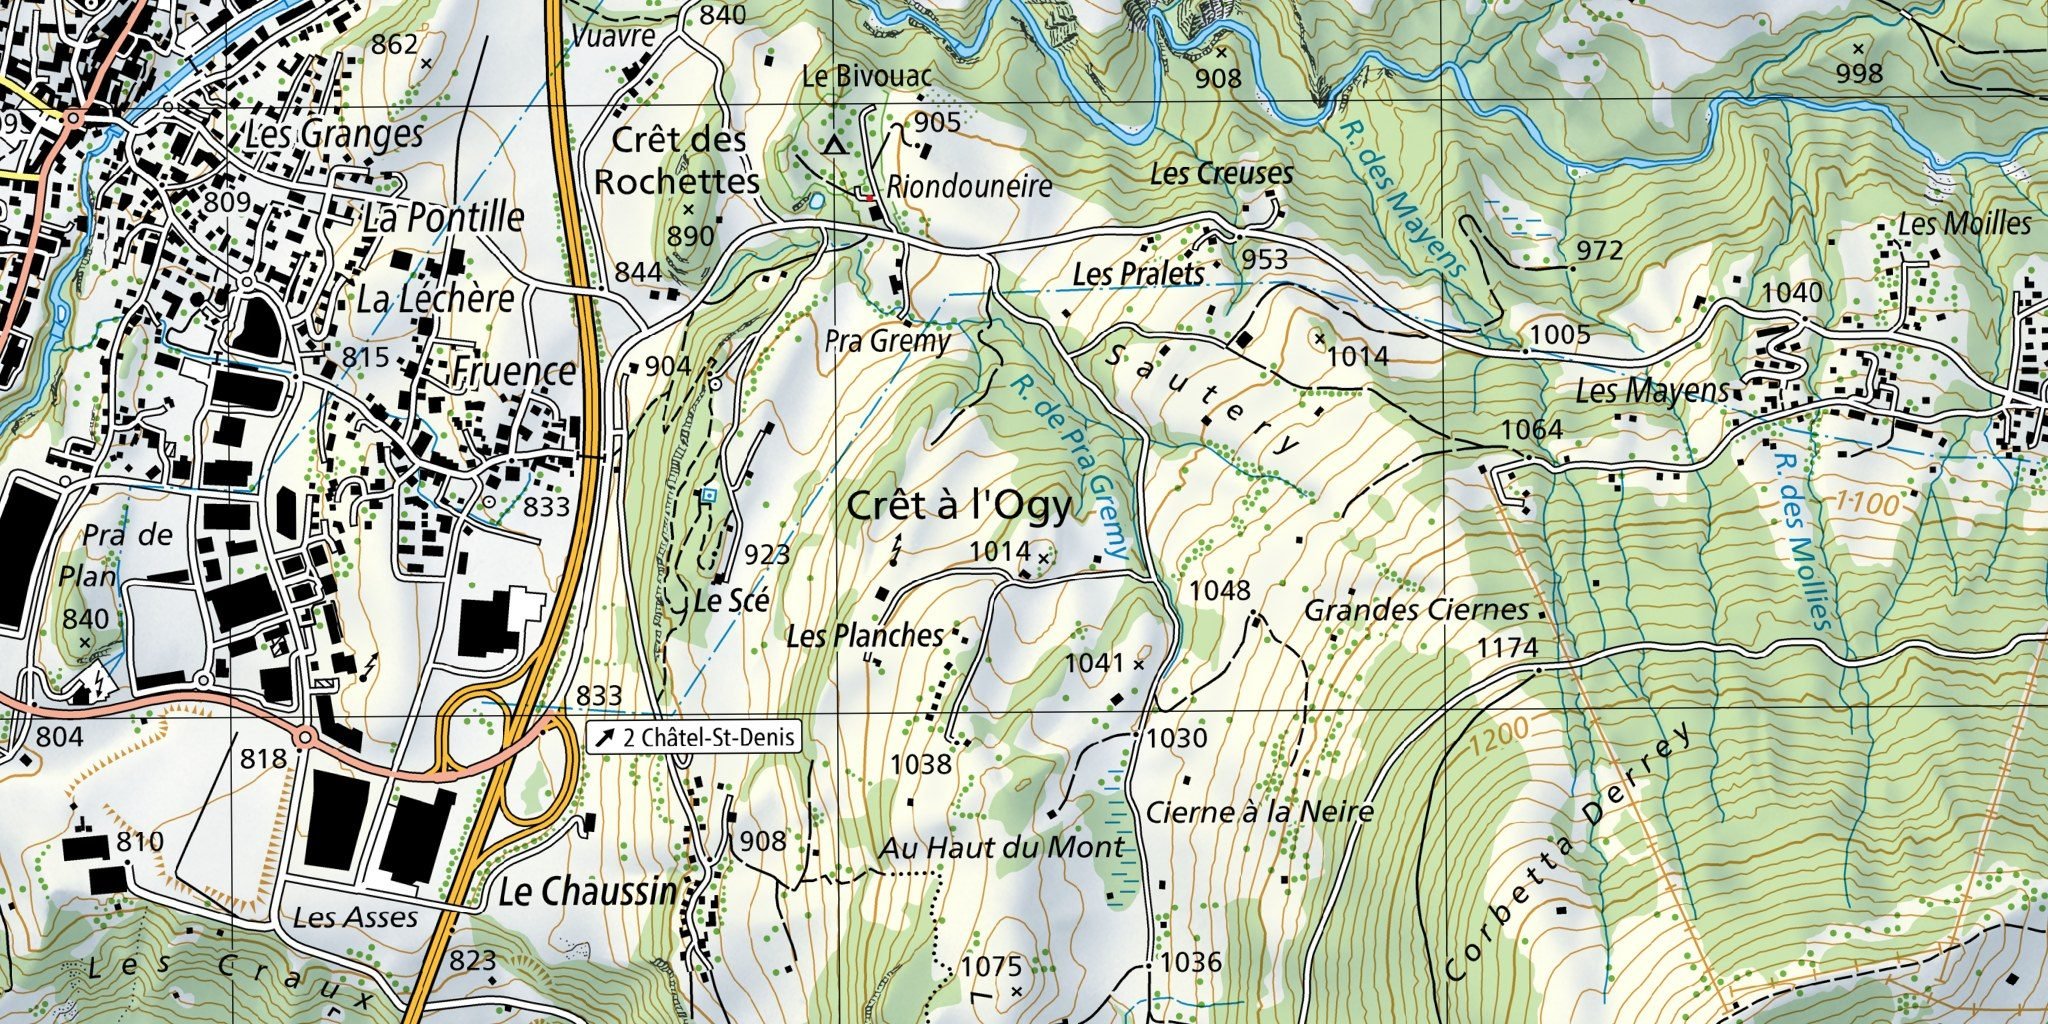 840
Vuavre
862
Le Bivouac
908
998
09
Les Granges
Crêt des
Rochettes
905
R. des Mayens
Les Creuses
Riondouneire
809
La Pontille
890
Les Moilles
844
953
972
Les Pralets
La Léchère
1040
815
Fruence
904
Pra Gremy
Sautery
1014
1005
Les Mayens
R. de Pra Gremy
1064
R. des Mollies
1100
Crêt à l'Ogy
833
Pra de
Plan
923
1014
840
Le Scé
1048
Grandes Ciernes
Les Planches
1174
1041
833
804
2 Châtel-St-Denis
1030
1200
818
1038
Corbetta Derrey
Cierne à la Neire
810
908
Au Haut du Mont
Le Chaussin
Les Asses
Les Craux
823
1075
1036